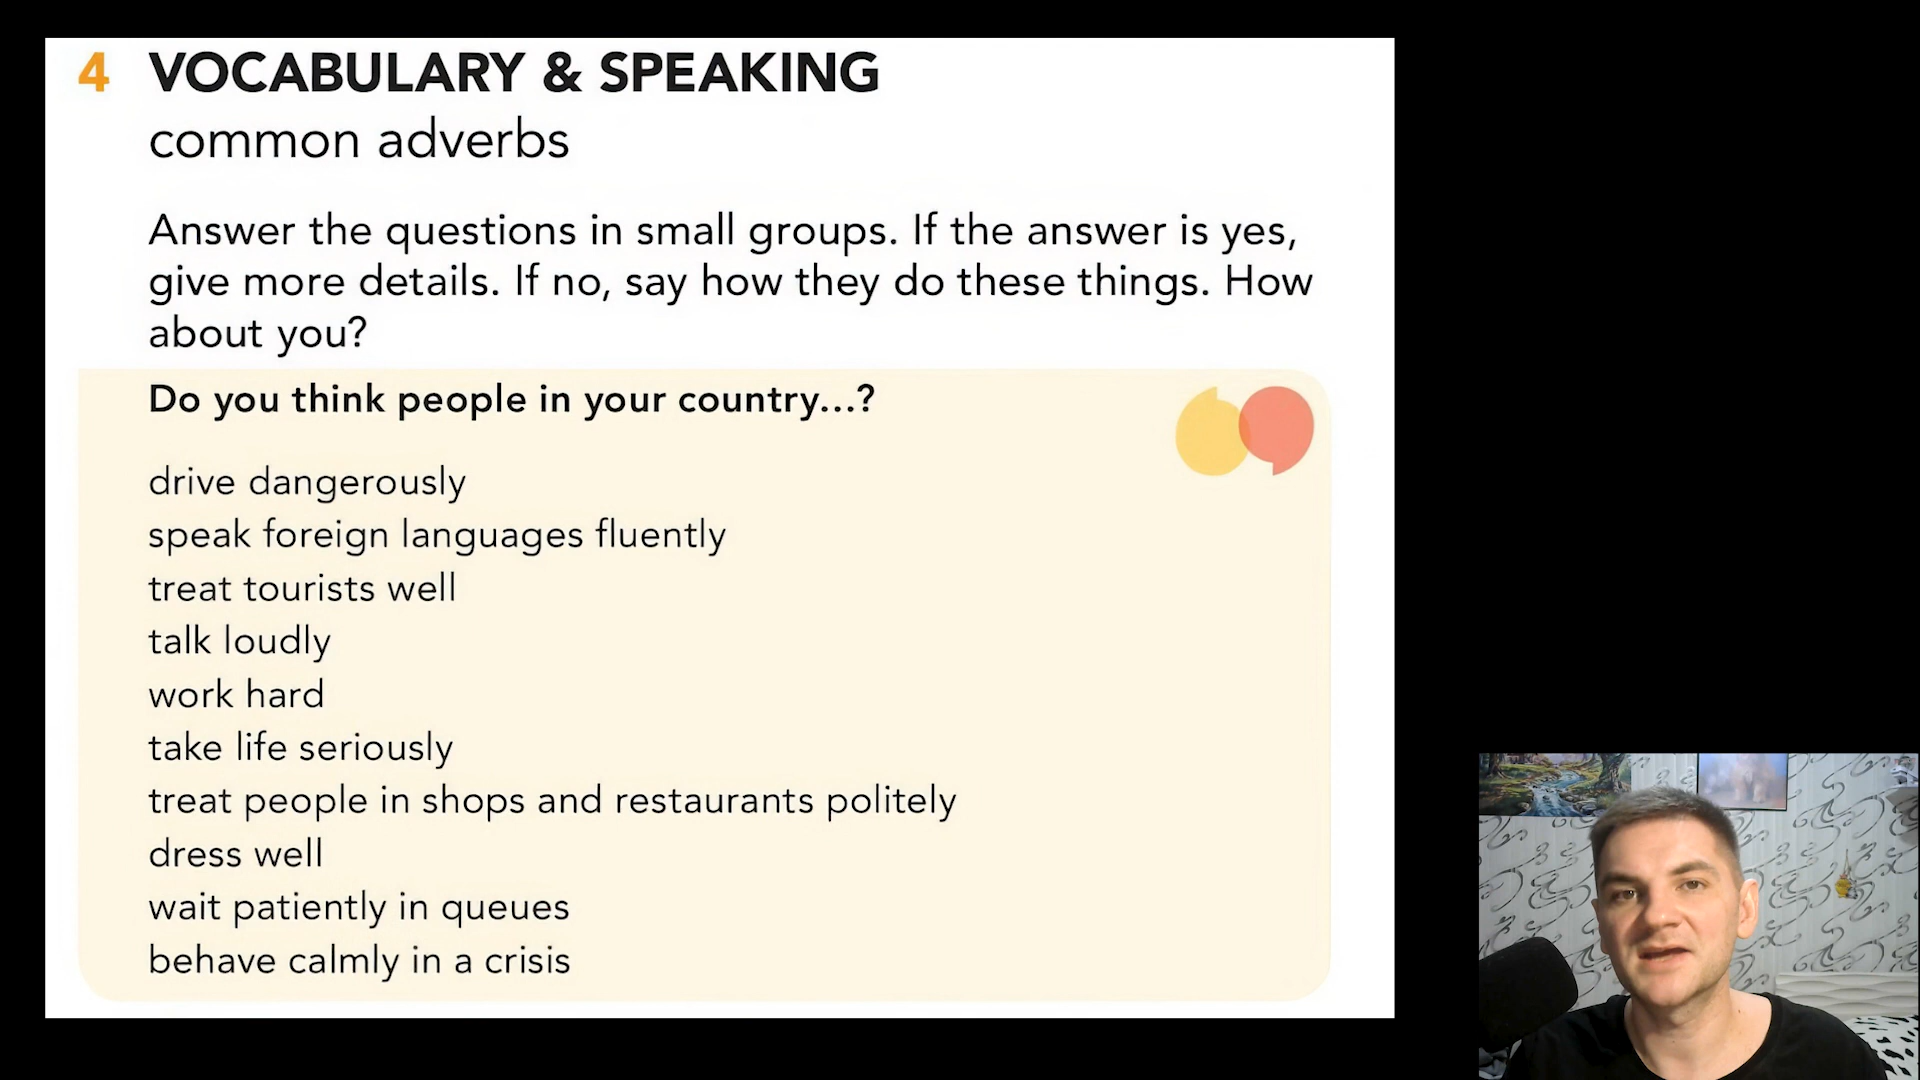 4 VOCABULARY & SPEAKING
common adverbs
Answer the questions in small groups. If the answer is yes,
give more details. If no, say how they do these things. How
about you?
Do you think people in your country...?
drive dangerously
speak foreign languages fluently
treat tourists well
talk loudly
work hard
take life seriously
treat people in shops and restaurants politely
dress well
wait patiently in queues
behave calmly in a crisis